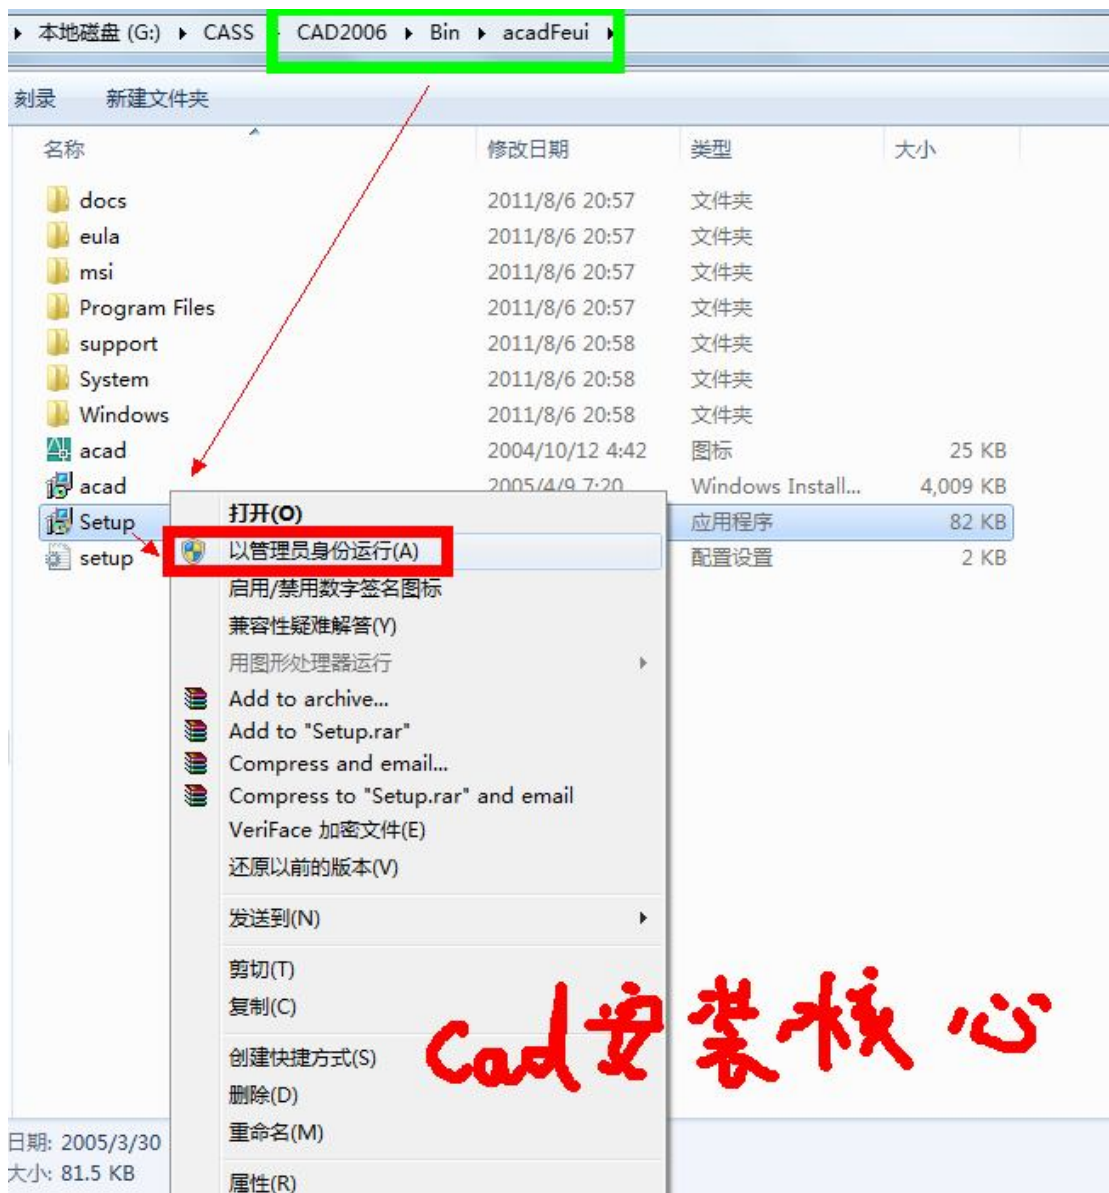 本地磁盘 (G:) CASS CAD2006 Bin acadFeui
刻录 新建文件夹
名称 修改日期 类型 大小
docs 2011/8/6 20:57 文件夹
eula 2011/8/6 20:57 文件夹
msi 2011/8/6 20:57 文件夹
Program Files 2011/8/6 20:57 文件夹
support 2011/8/6 20:58 文件夹
System 2011/8/6 20:58 文件夹
Windows 2011/8/6 20:58 文件夹
acad 2004/10/12 4:42 图标 25 KB
acad 2005/4/9 7:20 Windows Install... 4,009 KB
Setup 应用程序 82 KB
setup 配置设置 2 KB
打开(O)
以管理员身份运行(A)
启用/禁用数字签名图标
兼容性疑难解答(Y)
用图形处理器运行
Add to archive...
Add to "Setup.rar"
Compress and email...
Compress to "Setup.rar" and email
VeriFace 加密文件(E)
还原以前的版本(V)
发送到(N)
剪切(T)
复制(C)
创建快捷方式(S)
删除(D)
重命名(M)
属性(R)
Cad安装核心
日期: 2005/3/30
大小: 81.5 KB